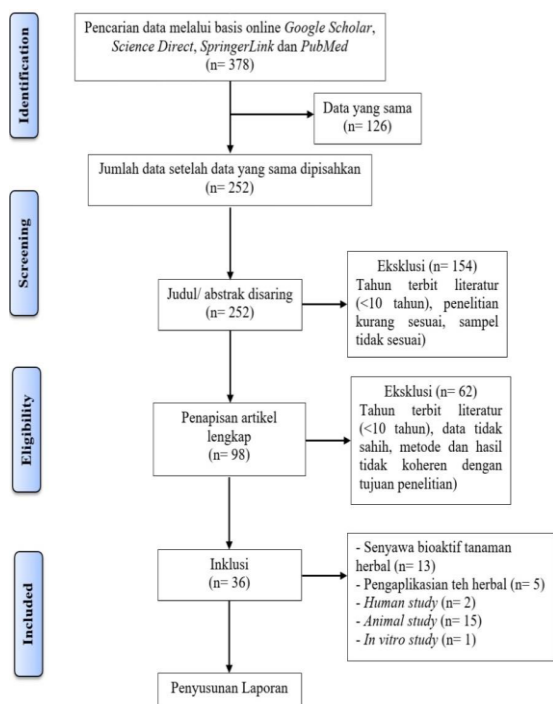 Identification
Pencarian data melalui basis online Google Scholar,
Science Direct, SpringerLink dan PubMed
(n= 378)
Data yang sama
(n= 126)
Jumlah data setelah data yang sama dipisahkan
(n= 252)
Screening
Judul/ abstrak disaring
(n= 252)
Eksklusi (n= 154)
Tahun terbit literatur
(<10 tahun), penelitian
kurang sesuai, sampel
tidak sesuai)
Eligibility
Penapisan artikel
lengkap
(n= 98)
Eksklusi (n= 62)
Tahun terbit literatur
(<10 tahun), data tidak
sahih, metode dan hasil
tidak koheren dengan
tujuan penelitian)
Included
Inklusi
(n= 36)
- Senyawa bioaktif tanaman
herbal (n= 13)
- Pengaplikasian teh herbal (n= 5)
- Human study (n= 2)
- Animal study (n= 15)
- In vitro study (n= 1)
Penyusunan Laporan